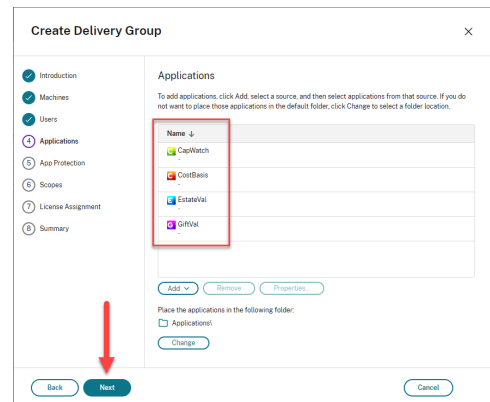 Create Delivery Group
Introduction
Machines
Users
4 Applications
5 App Protection
6 Scopes
7 License Assignment
8 Summary
Applications
To add applications, click Add, select a source, and then select applications from that source. If you do
not want to place those applications in the default folder, click Change to select a folder location.
Name ↓
C CapWatch
-
C CostBasis
-
E EstateVal
-
G GiftVal
-
Add
Remove
Properties...
Place the applications in the following folder:
Applications\
Change
Back
Next
Cancel